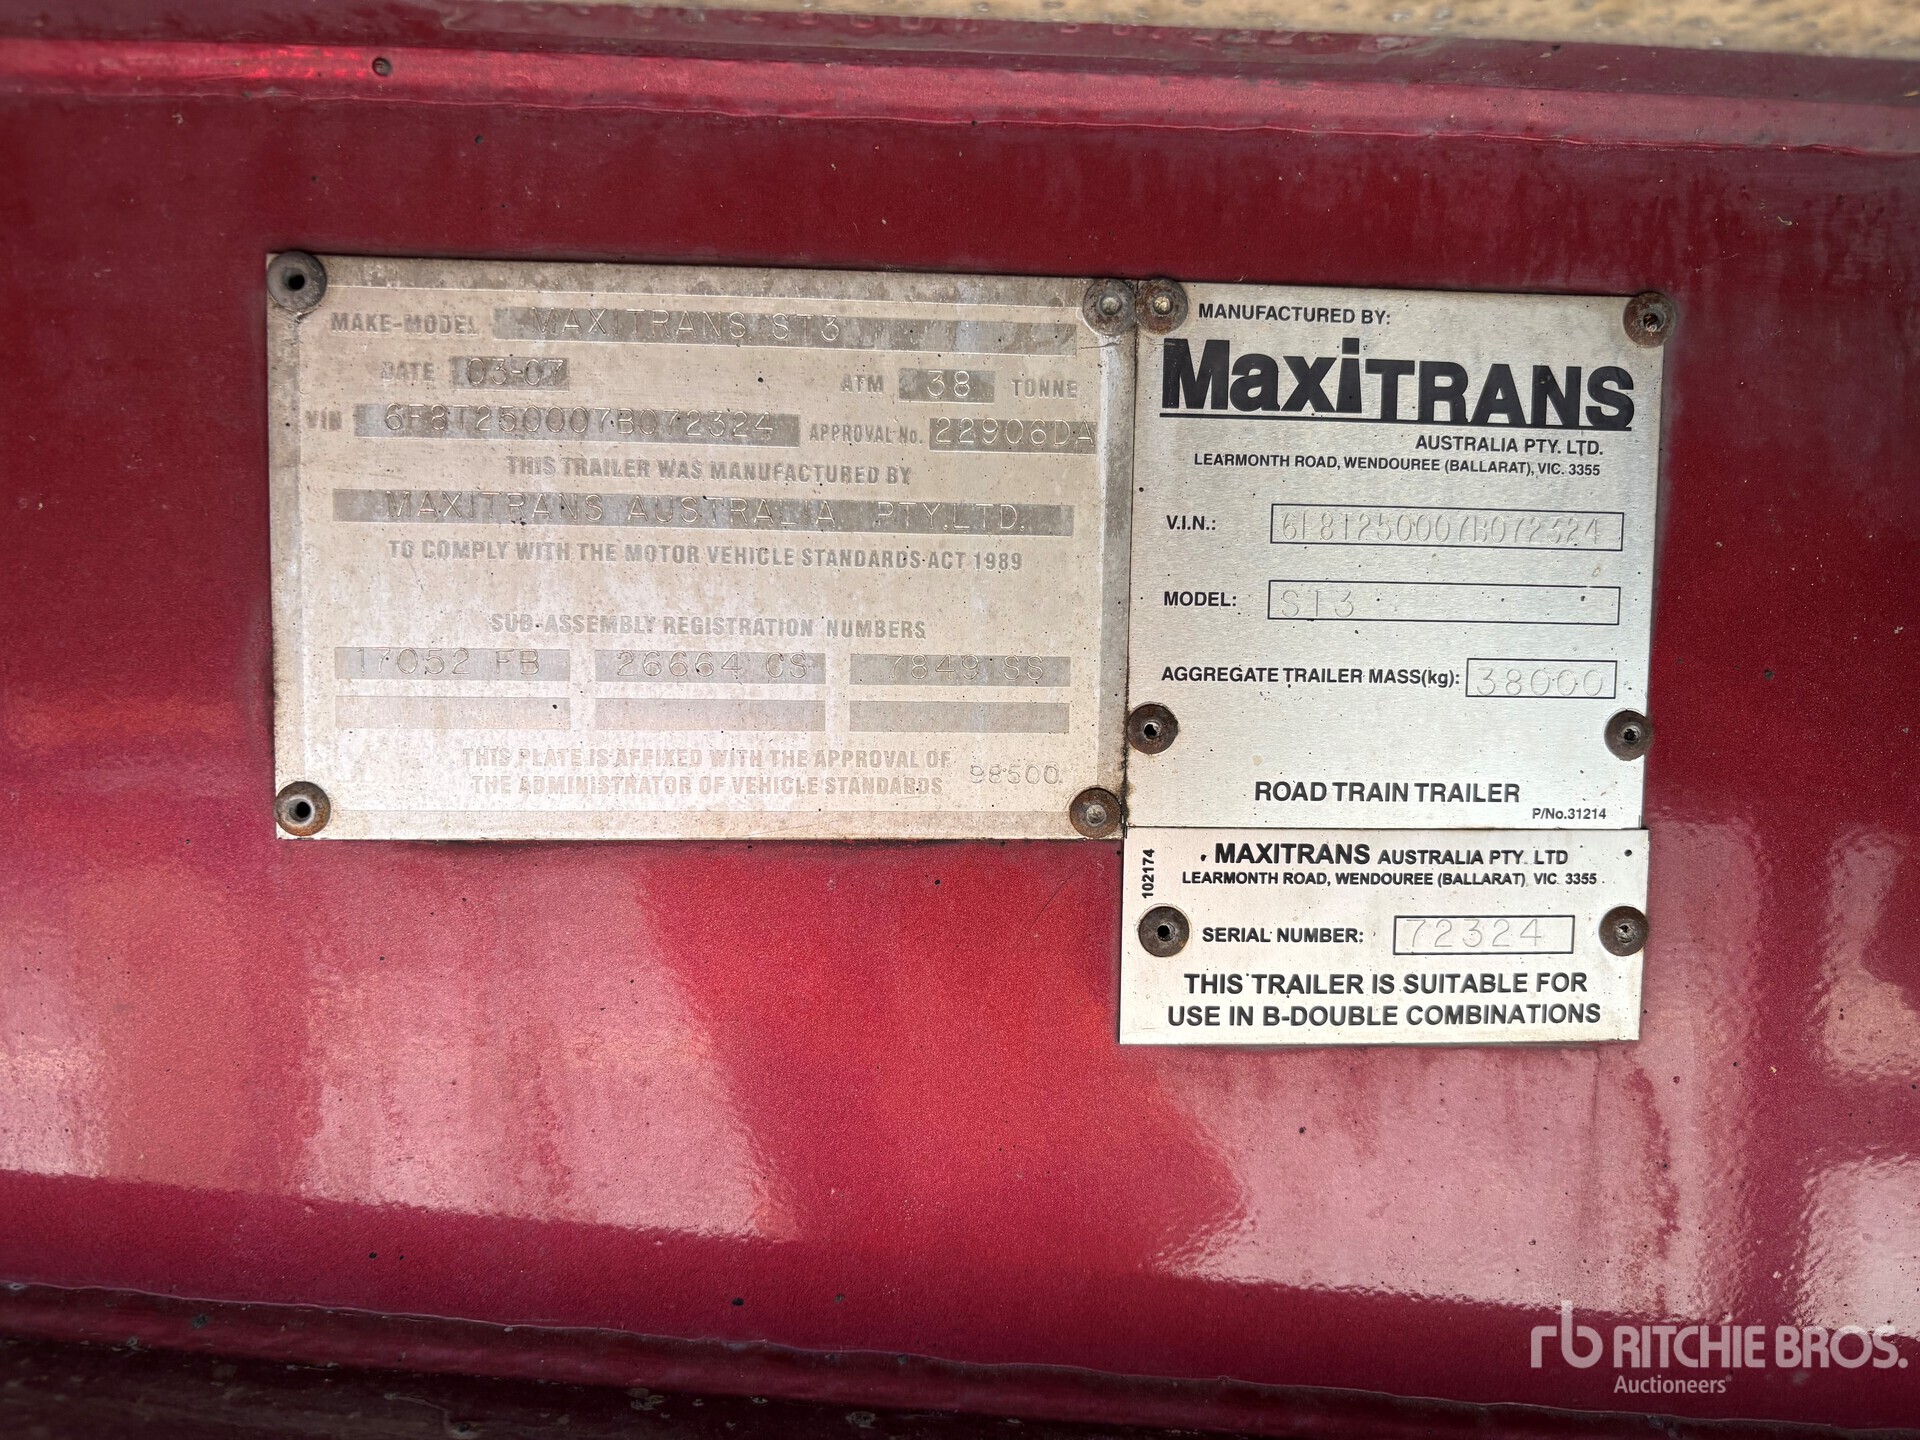 MAKE-MODEL MAXITRANS ST3
DATE 03-07 ATM 38 TONNE
VIN 6F8T250007B072324 APPROVAL No. 22906DA
THIS TRAILER WAS MANUFACTURED BY
MAXITRANS AUSTRALIA PTY.LTD.
TO COMPLY WITH THE MOTOR VEHICLE STANDARDS ACT 1989
SUB-ASSEMBLY REGISTRATION NUMBERS
17052 FB 26664 CS 7849 SS
THIS PLATE IS AFFIXED WITH THE APPROVAL OF
THE ADMINISTRATOR OF VEHICLE STANDARDS 98500
MANUFACTURED BY:
MaxiTRANS
AUSTRALIA PTY. LTD.
LEARMONTH ROAD, WENDOUREE (BALLARAT), VIC. 3355
V.I.N.: 6F8T250007B072324
MODEL: ST3
AGGREGATE TRAILER MASS(kg): 38000
ROAD TRAIN TRAILER
P/No.31214
102174
MAXITRANS AUSTRALIA PTY. LTD
LEARMONTH ROAD, WENDOUREE (BALLARAT) VIC. 3355
SERIAL NUMBER: 72324
THIS TRAILER IS SUITABLE FOR
USE IN B-DOUBLE COMBINATIONS
rb RITCHIE BROS.
Auctioneers